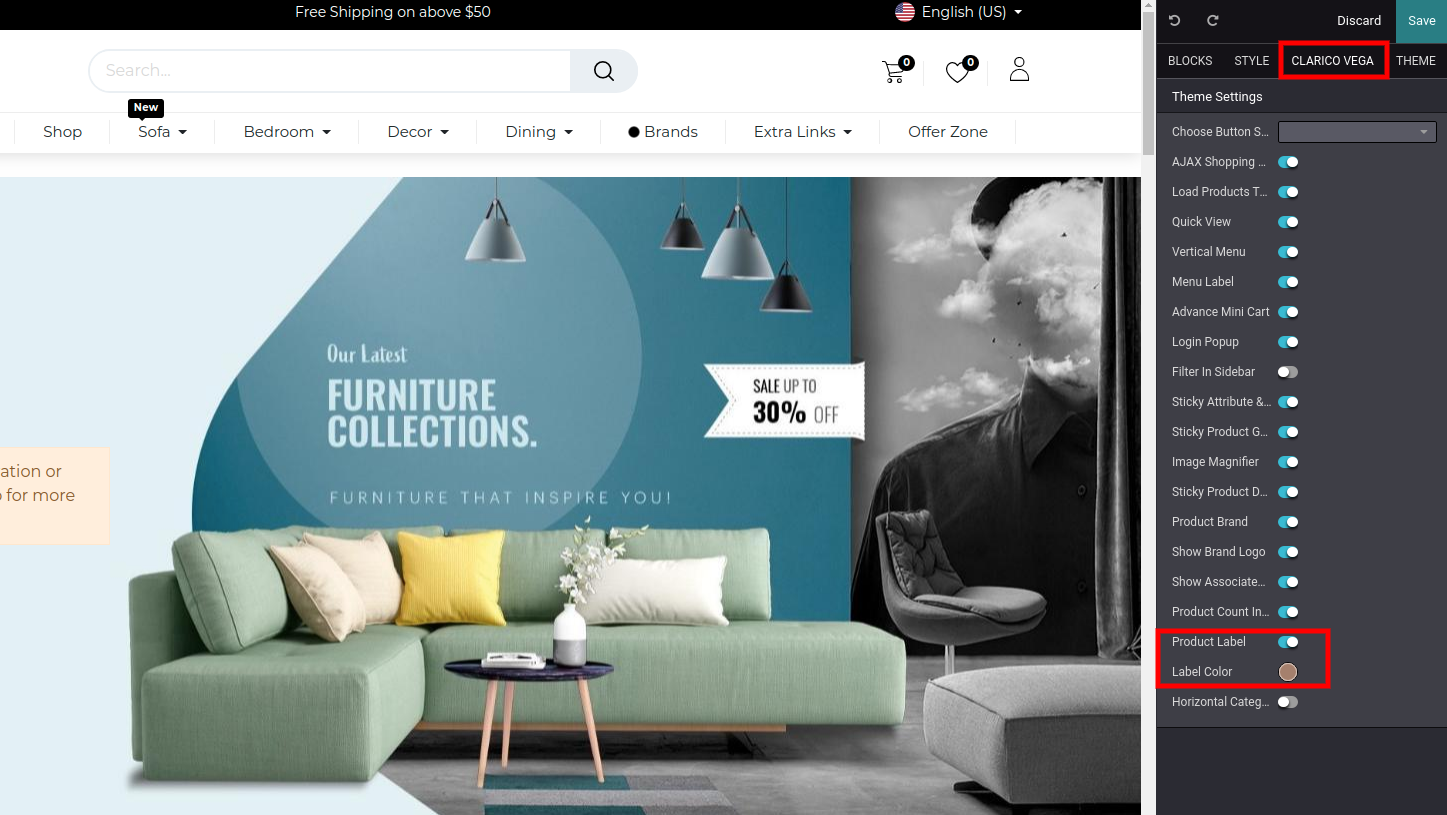 Free Shipping on above $50
English (US)
Discard
Save
Search...
0
0
BLOCKS
STYLE
CLARICO VEGA
THEME
Theme Settings
New
Shop
Sofa
Bedroom
Decor
Dining
Brands
Extra Links
Offer Zone
Our Latest
FURNITURE
COLLECTIONS.
FURNITURE THAT INSPIRE YOU!
SALE UP TO
30% OFF
ation or
for more
Choose Button S...
AJAX Shopping ...
Load Products T...
Quick View
Vertical Menu
Menu Label
Advance Mini Cart
Login Popup
Filter In Sidebar
Sticky Attribute &...
Sticky Product G...
Image Magnifier
Sticky Product D...
Product Brand
Show Brand Logo
Show Associate...
Product Count In...
Product Label
Label Color
Horizontal Categ...